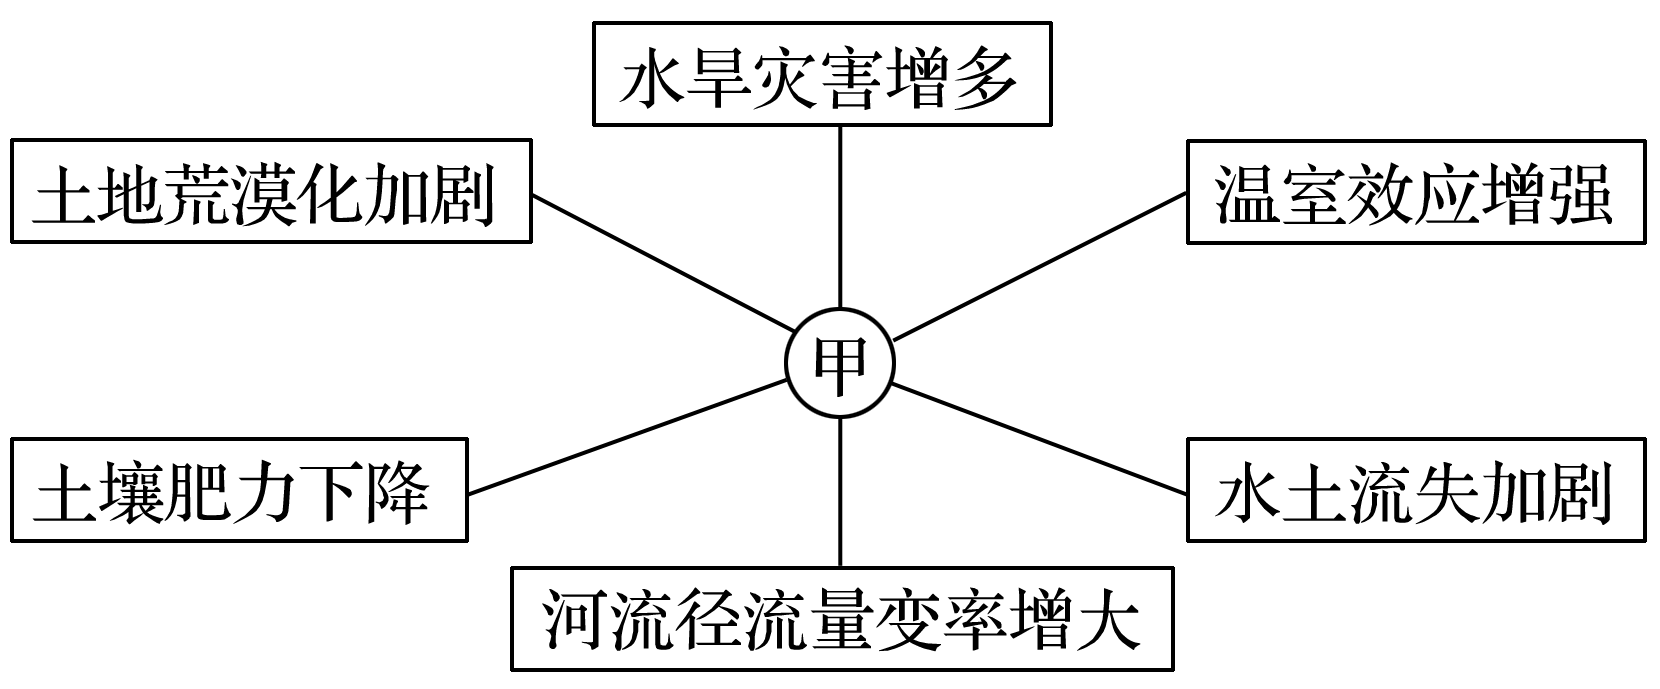 水旱灾害增多
土地荒漠化加剧
温室效应增强
甲
土壤肥力下降
水土流失加剧
河流径流量变率增大